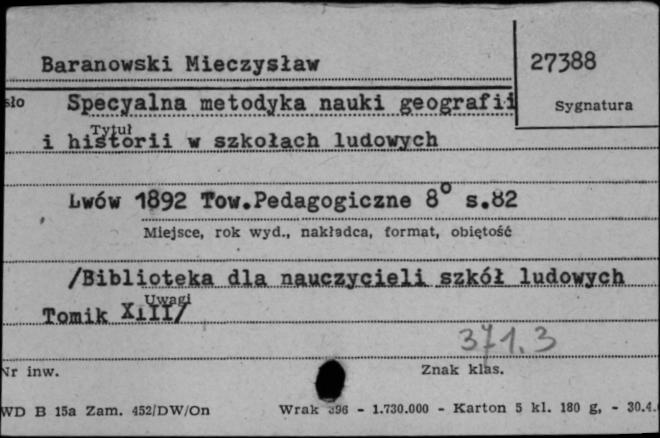 Baranowski Mieczysław 27388
sło Specyalna metodyka nauki geografii Sygnatura
Tytuł
i historii w szkołach ludowych
Lwów 1892 Tow.Pedagogiczne 8° s.82
Miejsce, rok wyd., nakładca, format, objętość
/Biblioteka dla nauczycieli szkół ludowych
Uwagi
Tomik XIII/
371.3
Nr inw. Znak klas.
WD B 15a Zam. 452/DW/On Wrak 396 - 1.730.000 - Karton 5 kl. 180 g, - 30.4.